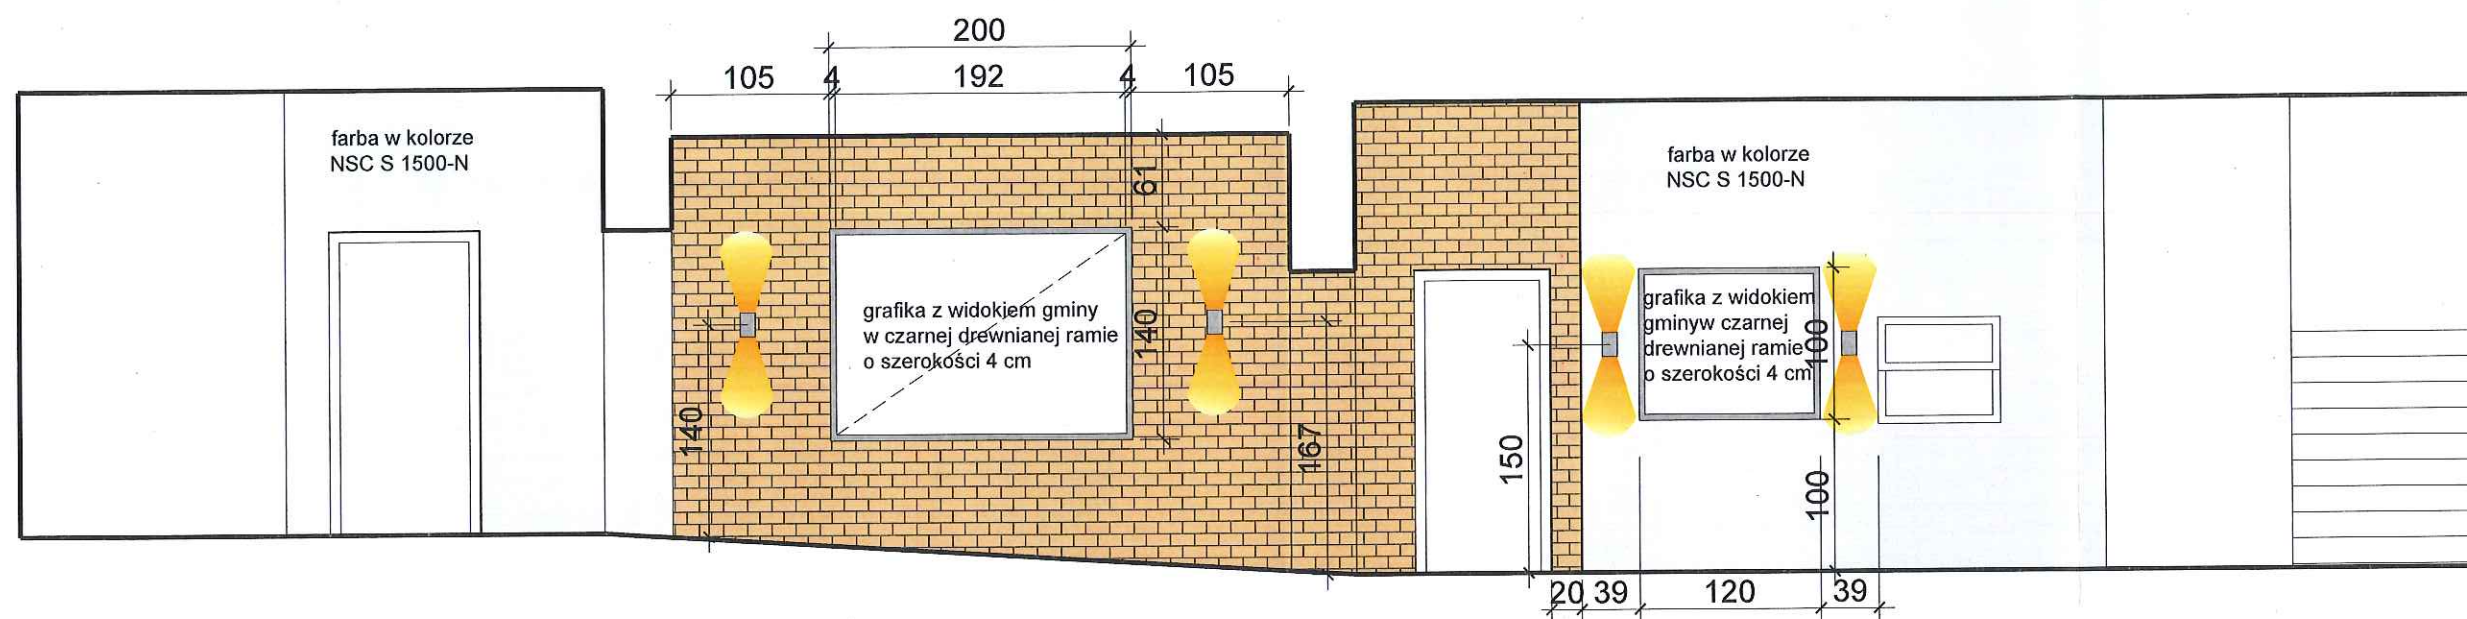 200
105 4 192 4 105
farba w kolorze
NSC S 1500-N
farba w kolorze
NSC S 1500-N
61
grafika z widokiem gminy
w czarnej drewnianej ramie
o szerokości 4 cm
140
140
167
grafika z widokiem
gminyw czarnej
drewnianej ramie
o szerokości 4 cm
100
150
100
20 39 120 39